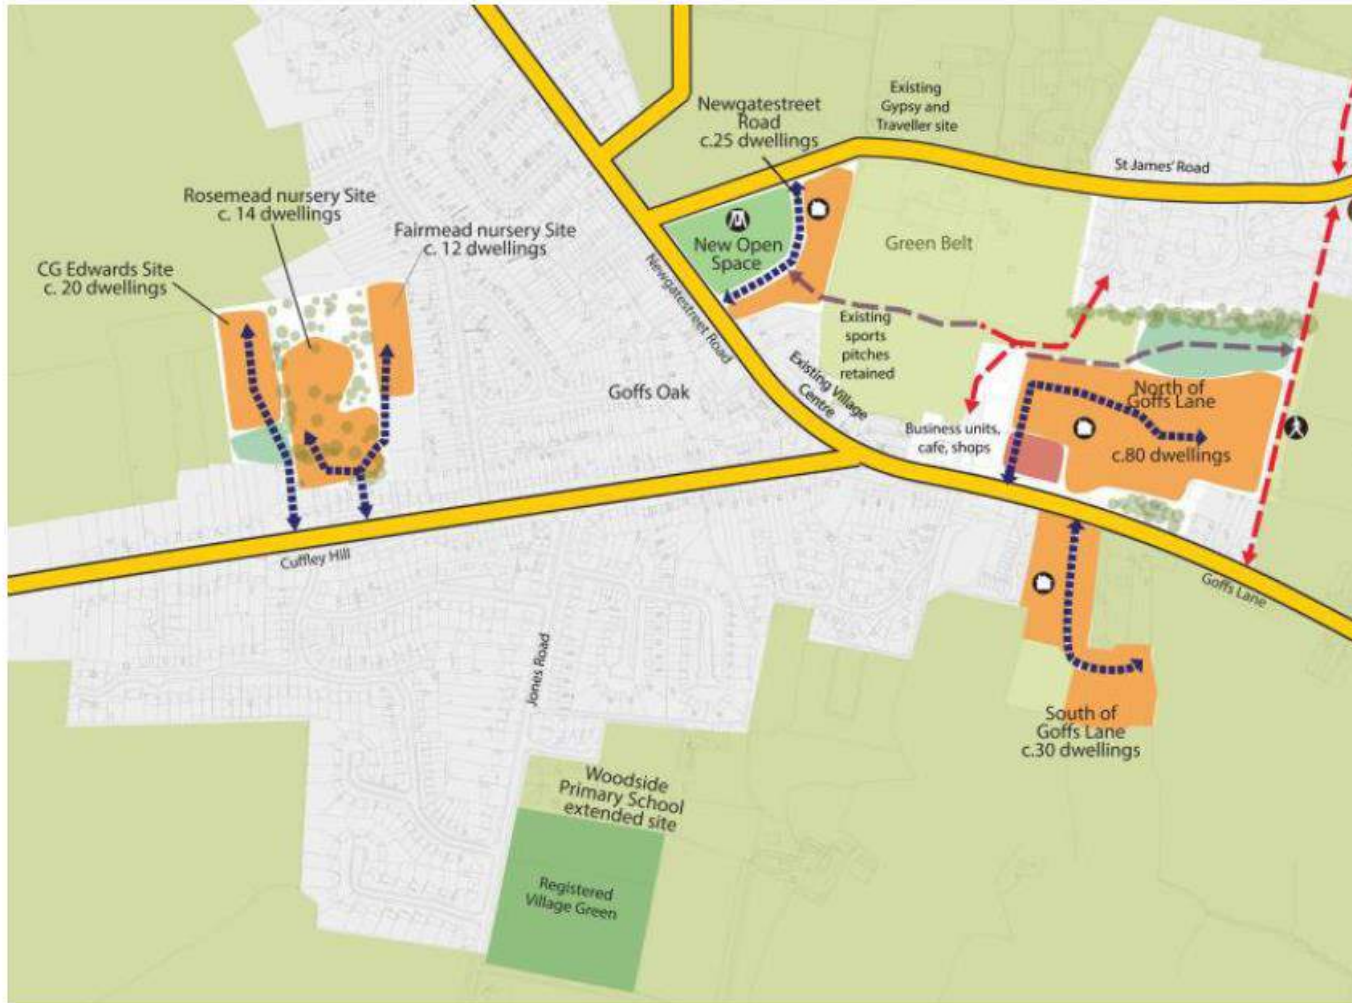 Existing
Gypsy and
Traveller site
Newgatestreet
Road
c.25 dwellings
St James' Road
Rosemead nursery Site
c. 14 dwellings
Fairmead nursery Site
c. 12 dwellings
CG Edwards Site
c. 20 dwellings
New Open
Space
Green Belt
Newgatestreet Road
Existing
sports
pitches
retained
Existing Village
Centre
Goffs Oak
North of
Goffs Lane
c.80 dwellings
Business units,
cafe, shops
Cuffley Hill
Goffs Lane
Jones Road
South of
Goffs Lane
c.30 dwellings
Woodside
Primary School
extended site
Registered
Village Green